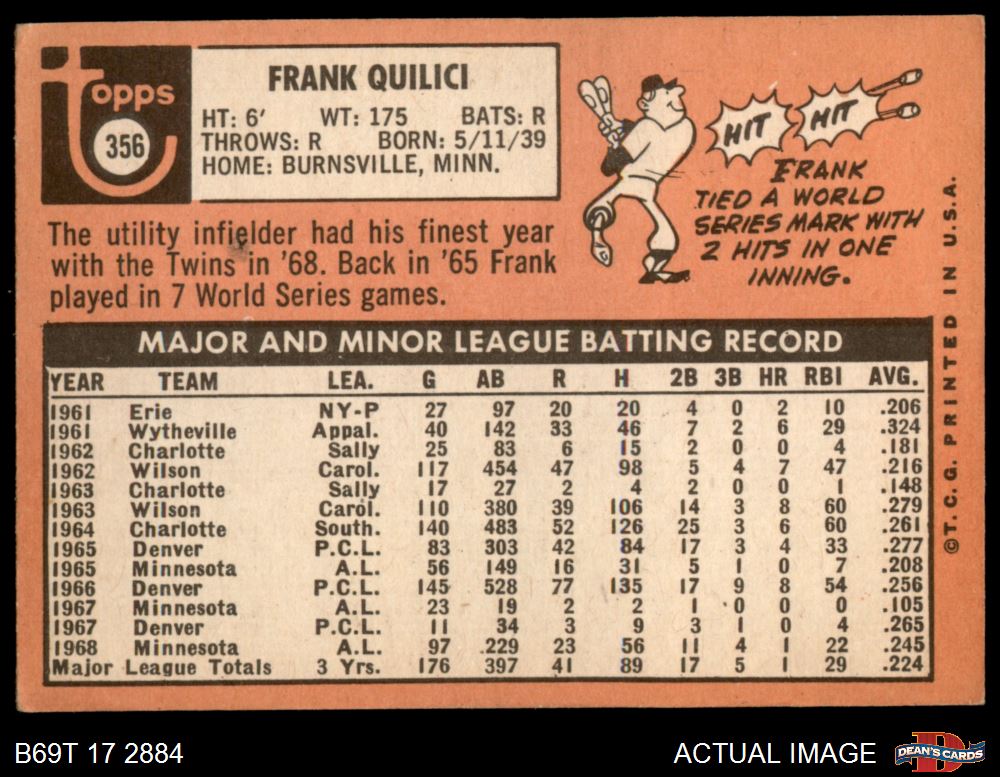 topps
356
FRANK QUILICI
HT: 6' WT: 175 BATS: R
THROWS: R BORN: 5/11/39
HOME: BURNSVILLE, MINN.
The utility infielder had his finest year
with the Twins in '68. Back in '65 Frank
played in 7 World Series games.
HIT HIT
FRANK
TIED A WORLD
SERIES MARK WITH
2 HITS IN ONE
INNING.
MAJOR AND MINOR LEAGUE BATTING RECORD
YEAR TEAM LEA. G AB R H 2B 3B HR RBI AVG.
1961 Erie NY-P 27 97 20 20 4 0 2 10 .206
1961 Wytheville Appal. 40 142 33 46 7 2 6 29 .324
1962 Charlotte Sally 25 83 6 15 2 0 0 4 .181
1962 Wilson Carol. 117 454 47 98 5 4 7 47 .216
1963 Charlotte Sally 17 27 2 4 2 0 0 1 .148
1963 Wilson Carol. 110 380 39 106 14 3 8 60 .279
1964 Charlotte South. 140 483 52 126 25 3 6 60 .261
1965 Denver P.C.L. 83 303 42 84 17 3 4 33 .277
1965 Minnesota A.L. 56 149 16 31 5 1 0 7 .208
1966 Denver P.C.L. 145 528 77 135 17 9 8 54 .256
1967 Minnesota A.L. 23 19 2 2 1 0 0 0 .105
1967 Denver P.C.L. 11 34 3 9 3 1 0 4 .265
1968 Minnesota A.L. 97 .229 23 56 11 4 1 22 .245
Major League Totals 3 Yrs. 176 397 41 89 17 5 1 29 .224
©T.C.G. PRINTED IN U.S.A.
B69T 17 2884
ACTUAL IMAGE
D
DEAN'S CARDS